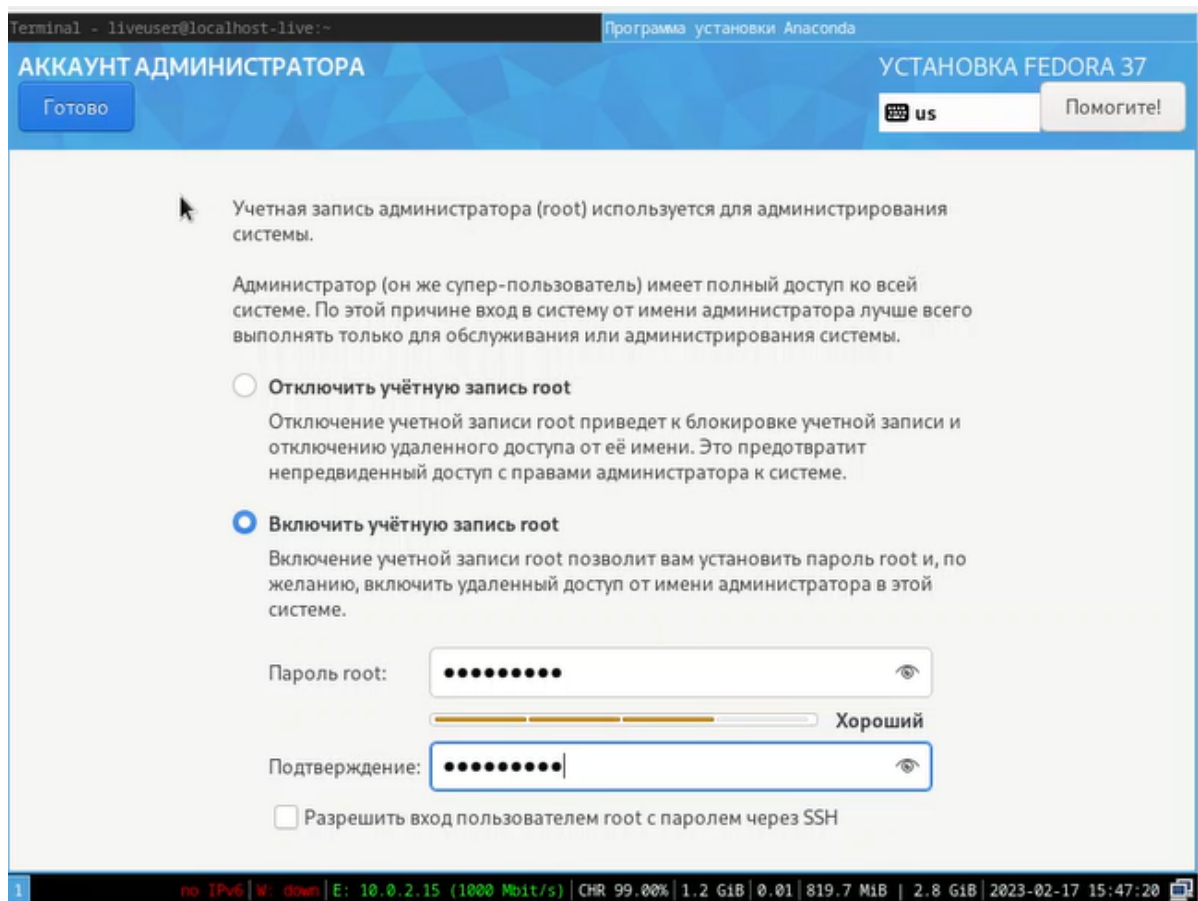 Terminal - liveuser@localhost-live:~
Программа установки Anaconda
АККАУНТ АДМИНИСТРАТОРА
УСТАНОВКА FEDORA 37
Готово
us
Помогите!
Учетная запись администратора (root) используется для администрирования
системы.
Администратор (он же супер-пользователь) имеет полный доступ ко всей
системе. По этой причине вход в систему от имени администратора лучше всего
выполнять только для обслуживания или администрирования системы.
Отключить учётную запись root
Отключение учетной записи root приведет к блокировке учетной записи и
отключению удаленного доступа от её имени. Это предотвратит
непредвиденный доступ с правами администратора к системе.
Включить учётную запись root
Включение учетной записи root позволит вам установить пароль root и, по
желанию, включить удаленный доступ от имени администратора в этой
системе.
Пароль root: ●●●●●●●●●
Хороший
Подтверждение: ●●●●●●●●●
Разрешить вход пользователем root с паролем через SSH
1 no IPv6|W: down|E: 10.0.2.15 (1000 Mbit/s)|CHR 99.00%|1.2 GiB|0.01|819.7 MiB | 2.8 GiB|2023-02-17 15:47:20